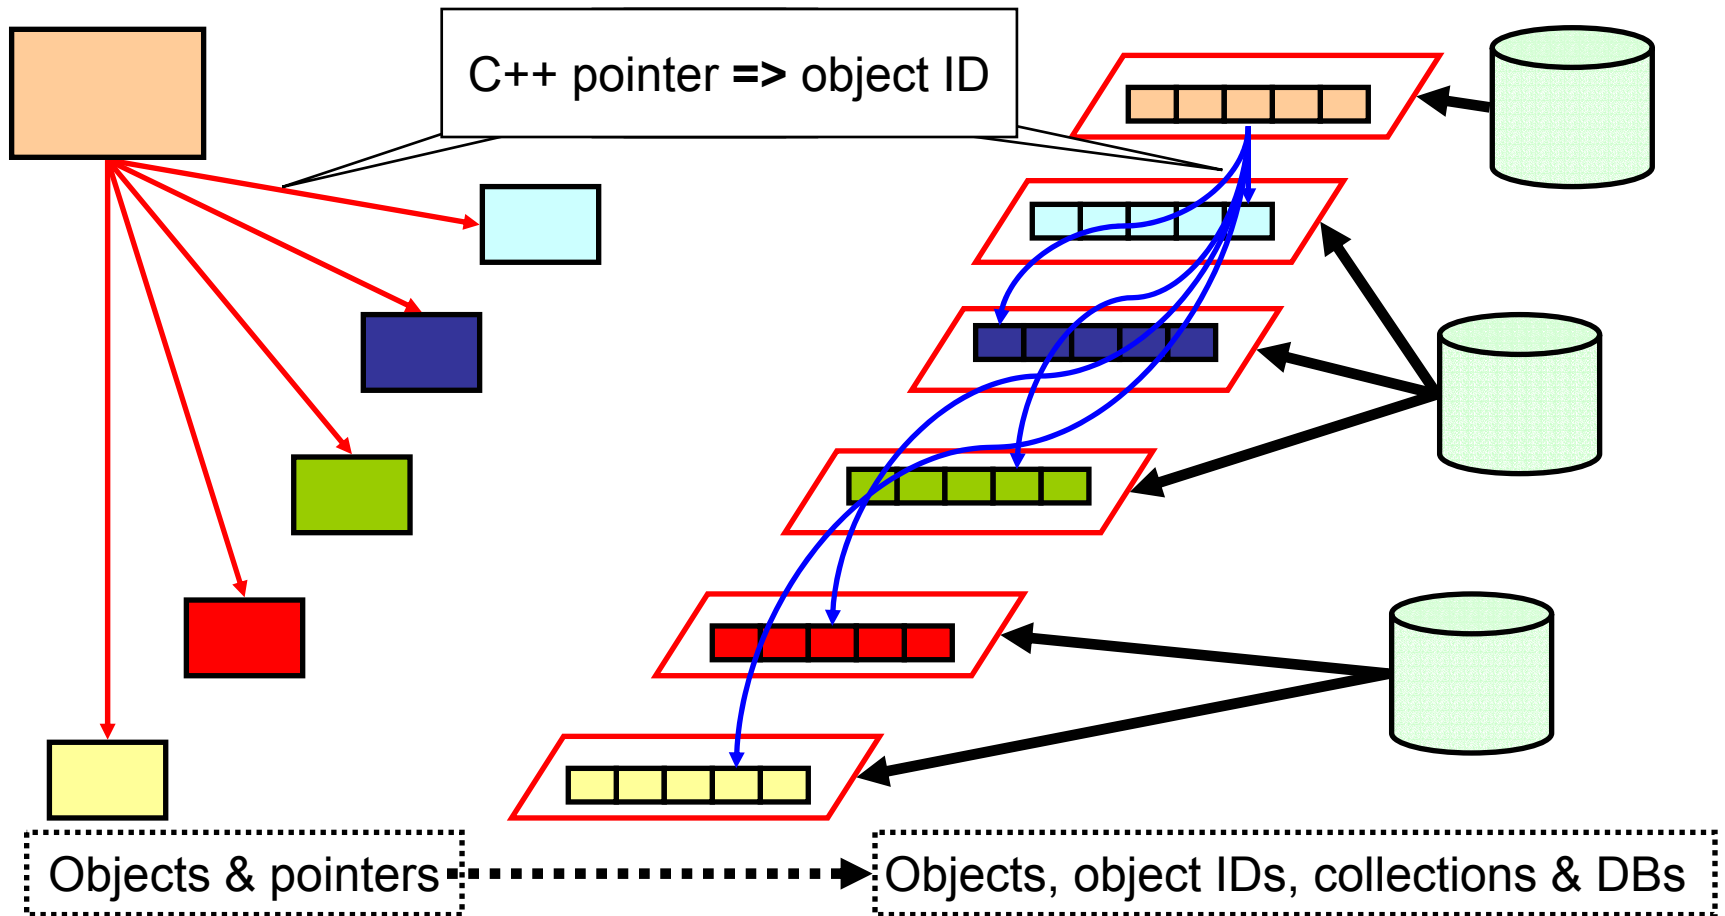 C++ pointer => object ID
Objects & pointers
Objects, object IDs, collections & DBs